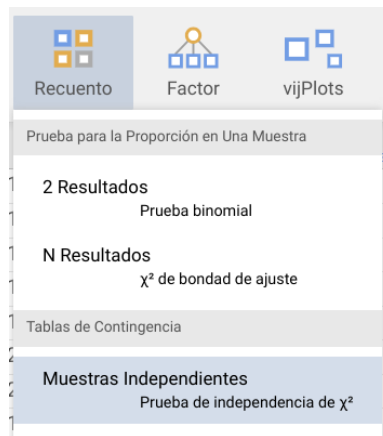 Recuento Factor vijPlots
Prueba para la Proporción en Una Muestra
2 Resultados
Prueba binomial
N Resultados
χ² de bondad de ajuste
Tablas de Contingencia
Muestras Independientes
Prueba de independencia de χ²